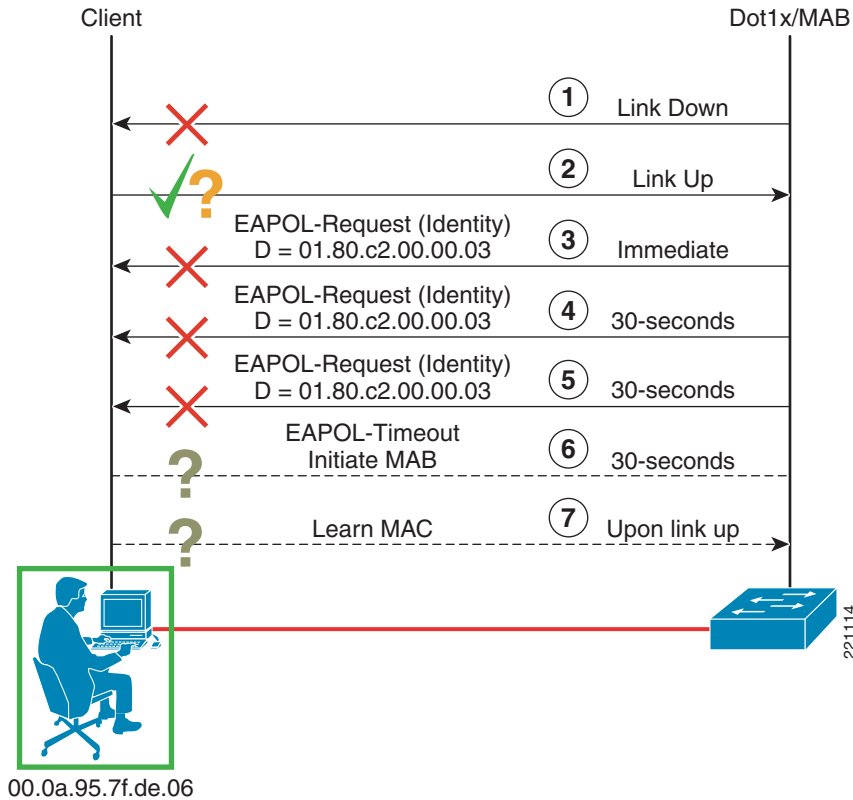 Client
Dot1x/MAB
1
Link Down
2
Link Up
?
EAPOL-Request (Identity)
D = 01.80.c2.00.00.03
3
Immediate
EAPOL-Request (Identity)
D = 01.80.c2.00.00.03
4
30-seconds
EAPOL-Request (Identity)
D = 01.80.c2.00.00.03
5
30-seconds
EAPOL-Timeout
Initiate MAB
6
30-seconds
?
Learn MAC
7
Upon link up
?
221114
00.0a.95.7f.de.06